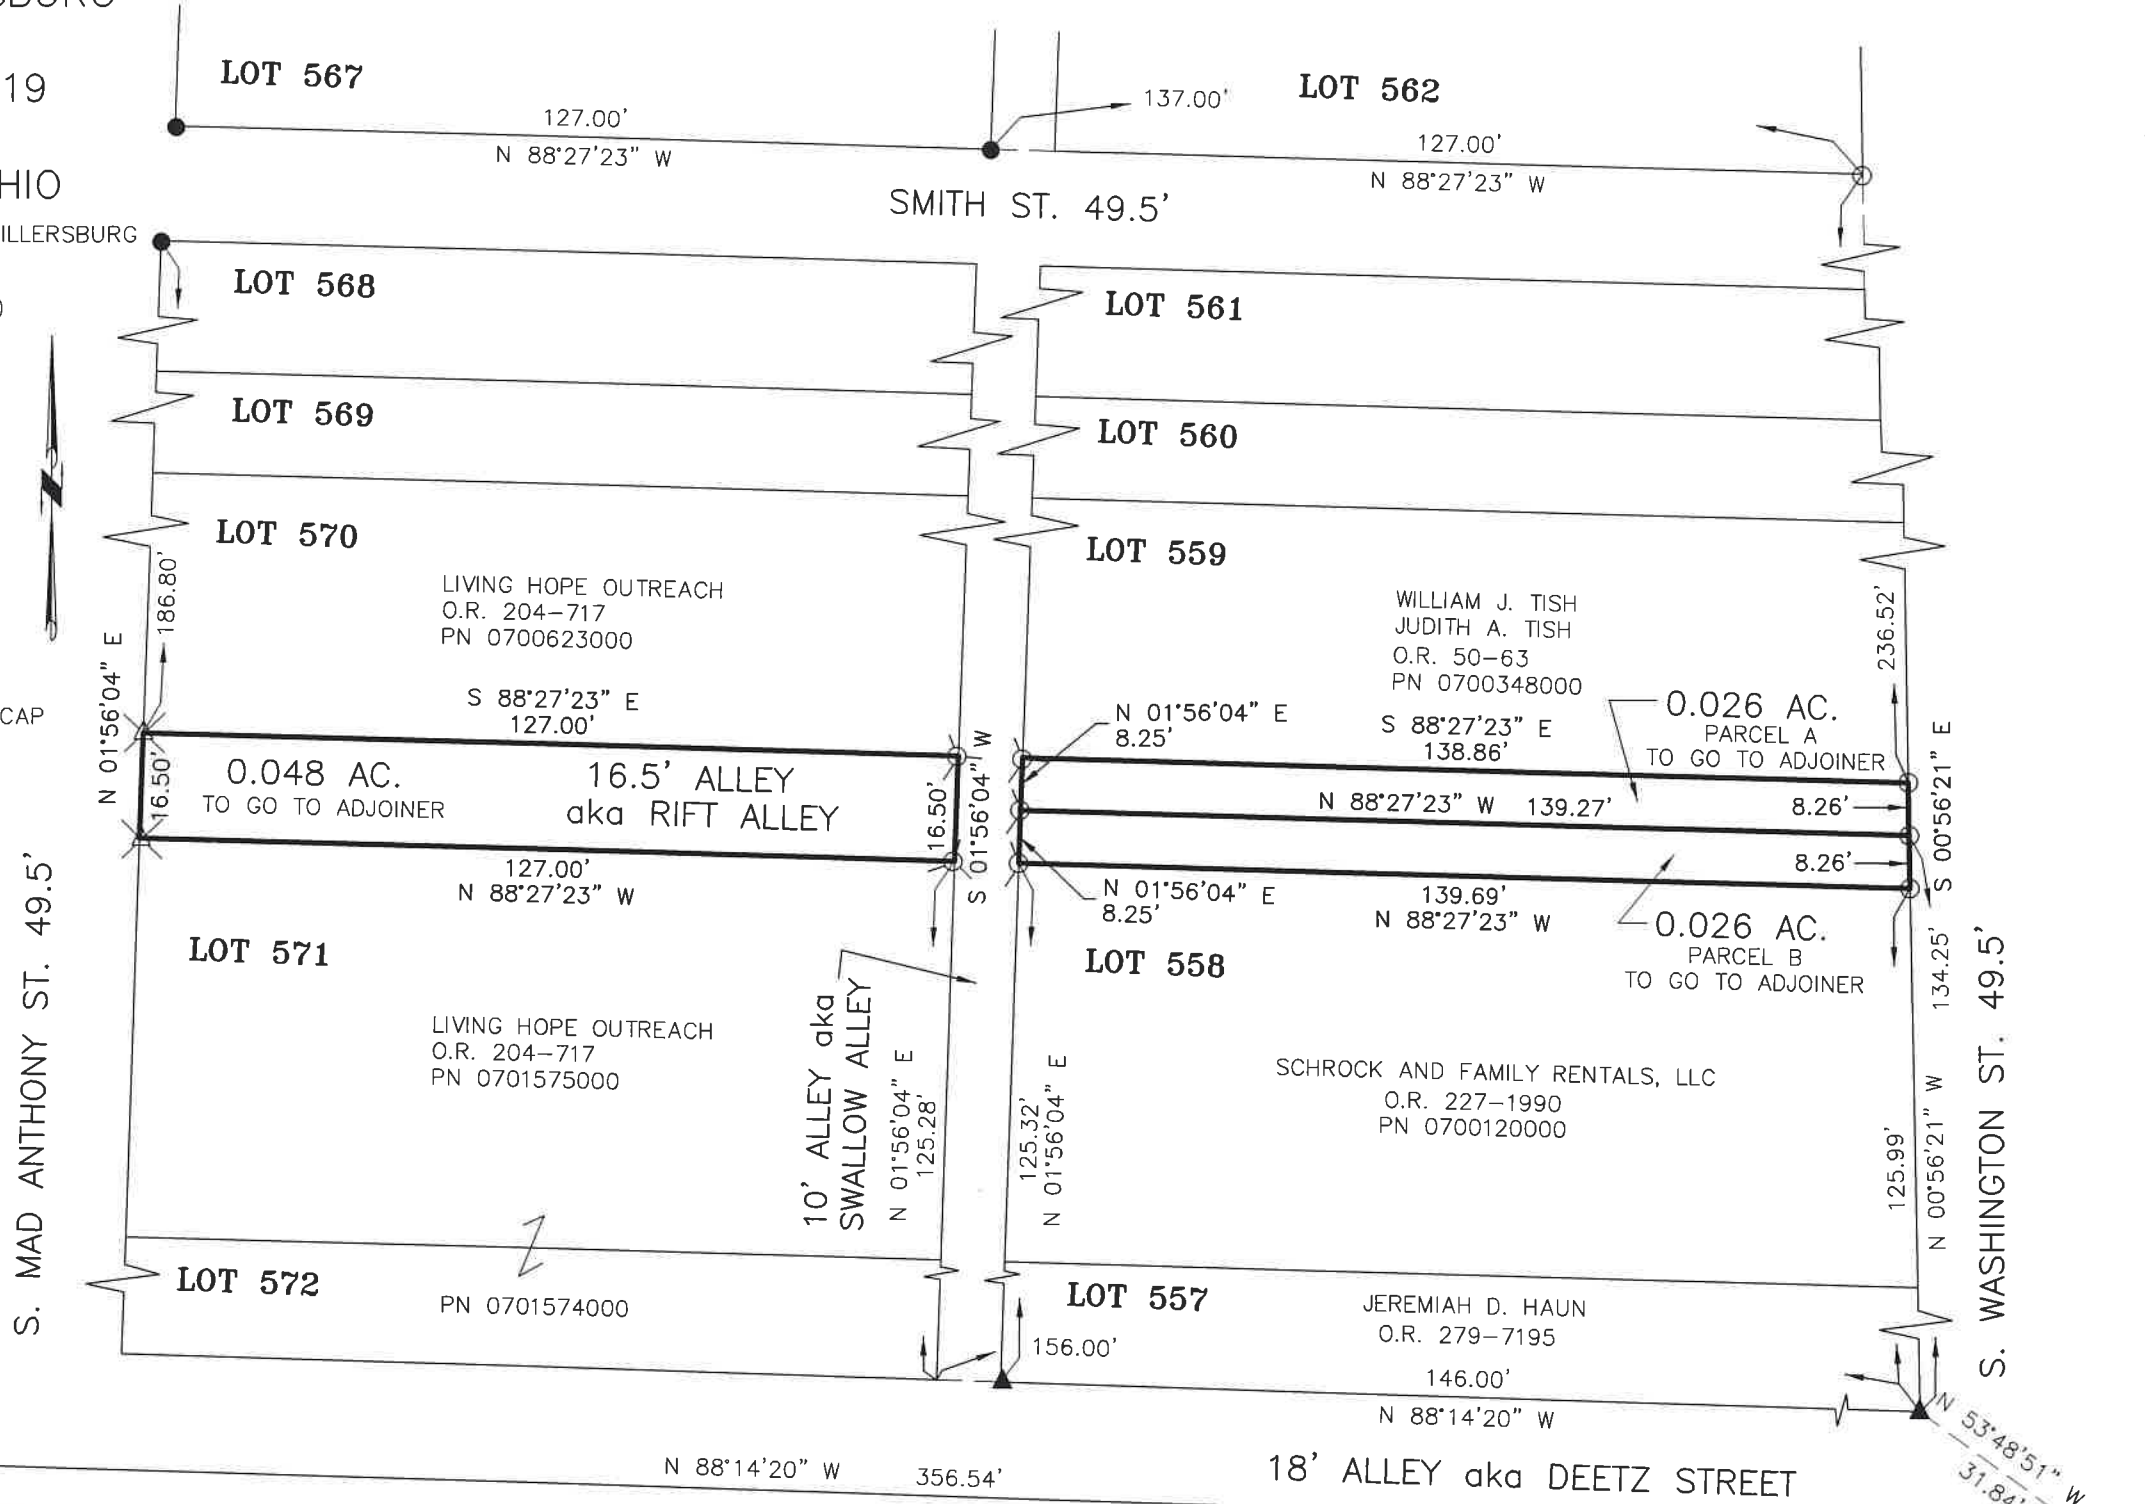 19
HIO
ILLERSBURG
CAP
LOT 567
127.00'
N 88°27'23" W
137.00'
LOT 562
127.00'
N 88°27'23" W
SMITH ST. 49.5'
LOT 568
LOT 561
LOT 569
LOT 560
LOT 570
LOT 559
186.80'
N 01°56'04" E
LIVING HOPE OUTREACH
O.R. 204-717
PN 0700623000
S 88°27'23" E
127.00'
16.50'
0.048 AC.
TO GO TO ADJOINER
16.5' ALLEY
aka RIFT ALLEY
16.50'
S 01°56'04" W
127.00'
N 88°27'23" W
WILLIAM J. TISH
JUDITH A. TISH
O.R. 50-63
PN 0700348000
236.52'
N 01°56'04" E
8.25'
S 88°27'23" E
138.86'
0.026 AC.
PARCEL A
TO GO TO ADJOINER
N 88°27'23" W 139.27'
8.26'
S 00°56'21" E
8.26'
N 01°56'04" E
8.25'
139.69'
N 88°27'23" W
0.026 AC.
PARCEL B
TO GO TO ADJOINER
134.25'
LOT 571
LOT 558
LIVING HOPE OUTREACH
O.R. 204-717
PN 0701575000
10' ALLEY aka
SWALLOW ALLEY
N 01°56'04" E
125.28'
125.32'
N 01°56'04" E
SCHROCK AND FAMILY RENTALS, LLC
O.R. 227-1990
PN 0700120000
125.99'
N 00°56'21" W
S. MAD ANTHONY ST. 49.5'
S. WASHINGTON ST. 49.5'
LOT 572
PN 0701574000
LOT 557
JEREMIAH D. HAUN
O.R. 279-7195
156.00'
146.00'
N 88°14'20" W
N 53°48'51" W
31.84'
N 88°14'20" W 356.54'
18' ALLEY aka DEETZ STREET